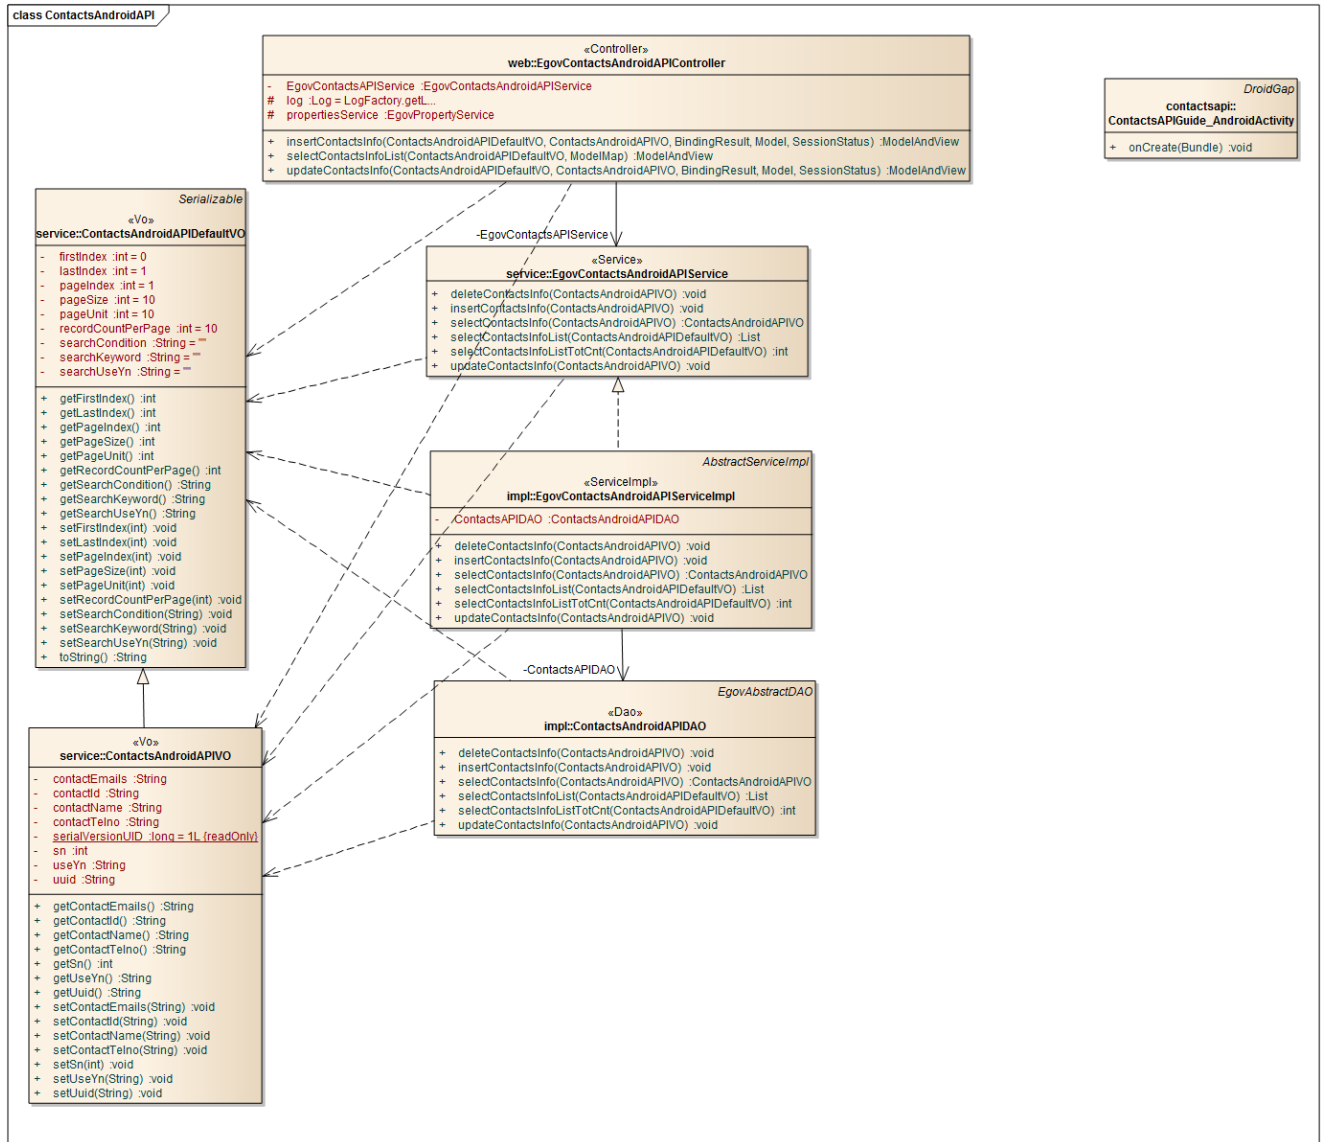 class ContactsAndroidAPI
«Controller»
web::EgovContactsAndroidAPIController
- EgovContactsAPIService :EgovContactsAndroidAPIService
# log :Log = LogFactory.getL...
# propertiesService :EgovPropertyService
+ insertContactsInfo(ContactsAndroidAPIDefaultVO, ContactsAndroidAPIVO, BindingResult, Model, SessionStatus) :ModelAndView
+ selectContactsInfoList(ContactsAndroidAPIDefaultVO, ModelMap) :ModelAndView
+ updateContactsInfo(ContactsAndroidAPIDefaultVO, ContactsAndroidAPIVO, BindingResult, Model, SessionStatus) :ModelAndView
DroidGap
contactsapi::
ContactsAPIGuide_AndroidActivity
+ onCreate(Bundle) :void
Serializable
«Vo»
service::ContactsAndroidAPIDefaultVO
- firstIndex :int = 0
- lastIndex :int = 1
- pageIndex :int = 1
- pageSize :int = 10
- pageUnit :int = 10
- recordCountPerPage :int = 10
- searchCondition :String = ""
- searchKeyword :String = ""
- searchUseYn :String = ""
+ getFirstIndex() :int
+ getLastIndex() :int
+ getPageIndex() :int
+ getPageSize() :int
+ getPageUnit() :int
+ getRecordCountPerPage() :int
+ getSearchCondition() :String
+ getSearchKeyword() :String
+ getSearchUseYn() :String
+ setFirstIndex(int) :void
+ setLastIndex(int) :void
+ setPageIndex(int) :void
+ setPageSize(int) :void
+ setPageUnit(int) :void
+ setRecordCountPerPage(int) :void
+ setSearchCondition(String) :void
+ setSearchKeyword(String) :void
+ setSearchUseYn(String) :void
+ toString() :String
-EgovContactsAPIService
«Service»
service::EgovContactsAndroidAPIService
+ deleteContactsInfo(ContactsAndroidAPIVO) :void
+ insertContactsInfo(ContactsAndroidAPIVO) :void
+ selectContactsInfo(ContactsAndroidAPIVO) :ContactsAndroidAPIVO
+ selectContactsInfoList(ContactsAndroidAPIDefaultVO) :List
+ selectContactsInfoListTotCnt(ContactsAndroidAPIDefaultVO) :int
+ updateContactsInfo(ContactsAndroidAPIVO) :void
AbstractServiceImpl
«ServiceImpl»
impl::EgovContactsAndroidAPIServiceImpl
- ContactsAPIDAO :ContactsAndroidAPIDAO
+ deleteContactsInfo(ContactsAndroidAPIVO) :void
+ insertContactsInfo(ContactsAndroidAPIVO) :void
+ selectContactsInfo(ContactsAndroidAPIVO) :ContactsAndroidAPIVO
+ selectContactsInfoList(ContactsAndroidAPIDefaultVO) :List
+ selectContactsInfoListTotCnt(ContactsAndroidAPIDefaultVO) :int
+ updateContactsInfo(ContactsAndroidAPIVO) :void
-ContactsAPIDAO
EgovAbstractDAO
«Dao»
impl::ContactsAndroidAPIDAO
+ deleteContactsInfo(ContactsAndroidAPIVO) :void
+ insertContactsInfo(ContactsAndroidAPIVO) :void
+ selectContactsInfo(ContactsAndroidAPIVO) :ContactsAndroidAPIVO
+ selectContactsInfoList(ContactsAndroidAPIDefaultVO) :List
+ selectContactsInfoListTotCnt(ContactsAndroidAPIDefaultVO) :int
+ updateContactsInfo(ContactsAndroidAPIVO) :void
«Vo»
service::ContactsAndroidAPIVO
- contactEmails :String
- contactId :String
- contactName :String
- contactTelno :String
- serialVersionUID :long = 1L {readOnly}
- sn :int
- useYn :String
- uuid :String
+ getContactEmails() :String
+ getContactId() :String
+ getContactName() :String
+ getContactTelno() :String
+ getSn() :int
+ getUseYn() :String
+ getUuid() :String
+ setContactEmails(String) :void
+ setContactId(String) :void
+ setContactName(String) :void
+ setContactTelno(String) :void
+ setSn(int) :void
+ setUseYn(String) :void
+ setUuid(String) :void